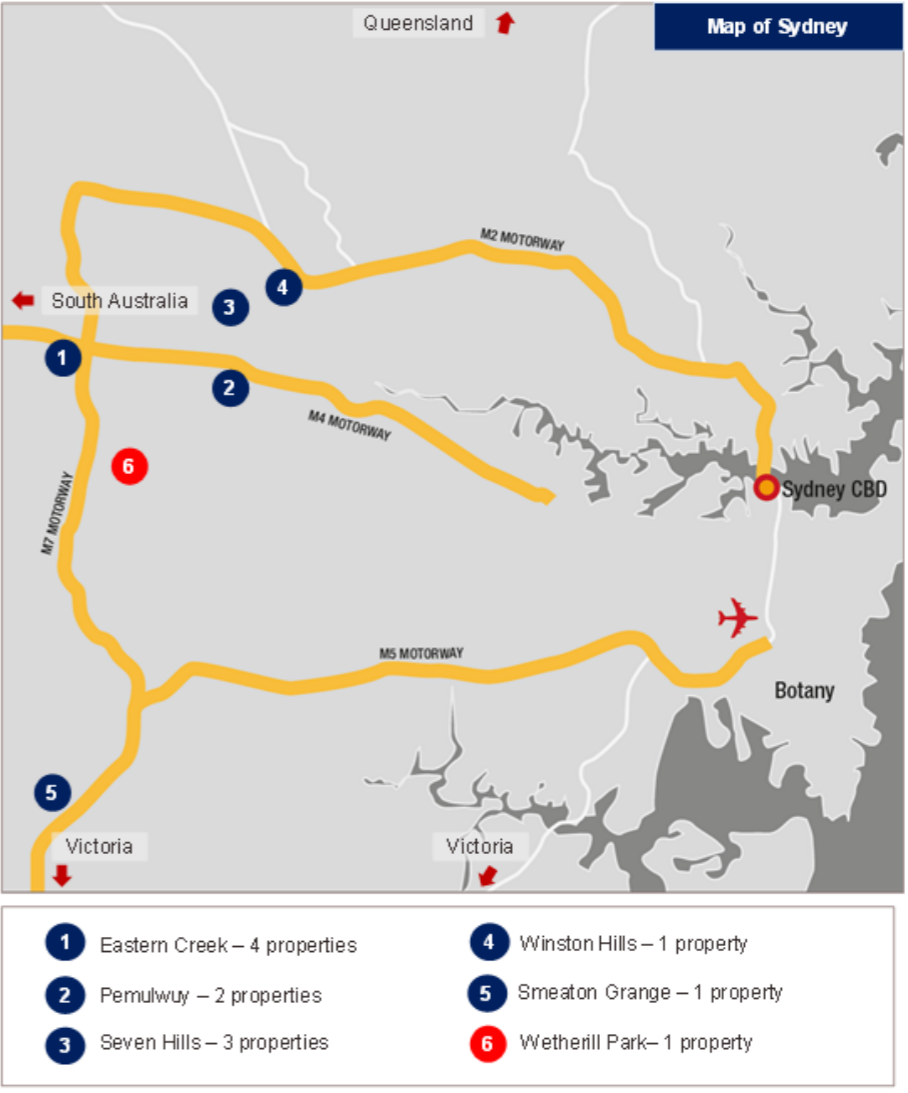 Queensland
Map of Sydney
M2 MOTORWAY
4
South Australia
3
1
2
M4 MOTORWAY
6
Sydney CBD
M7 MOTORWAY
M5 MOTORWAY
Botany
5
Victoria
Victoria
1 Eastern Creek – 4 properties
2 Pemulwuy – 2 properties
3 Seven Hills – 3 properties
4 Winston Hills – 1 property
5 Smeaton Grange – 1 property
6 Wetherill Park– 1 property